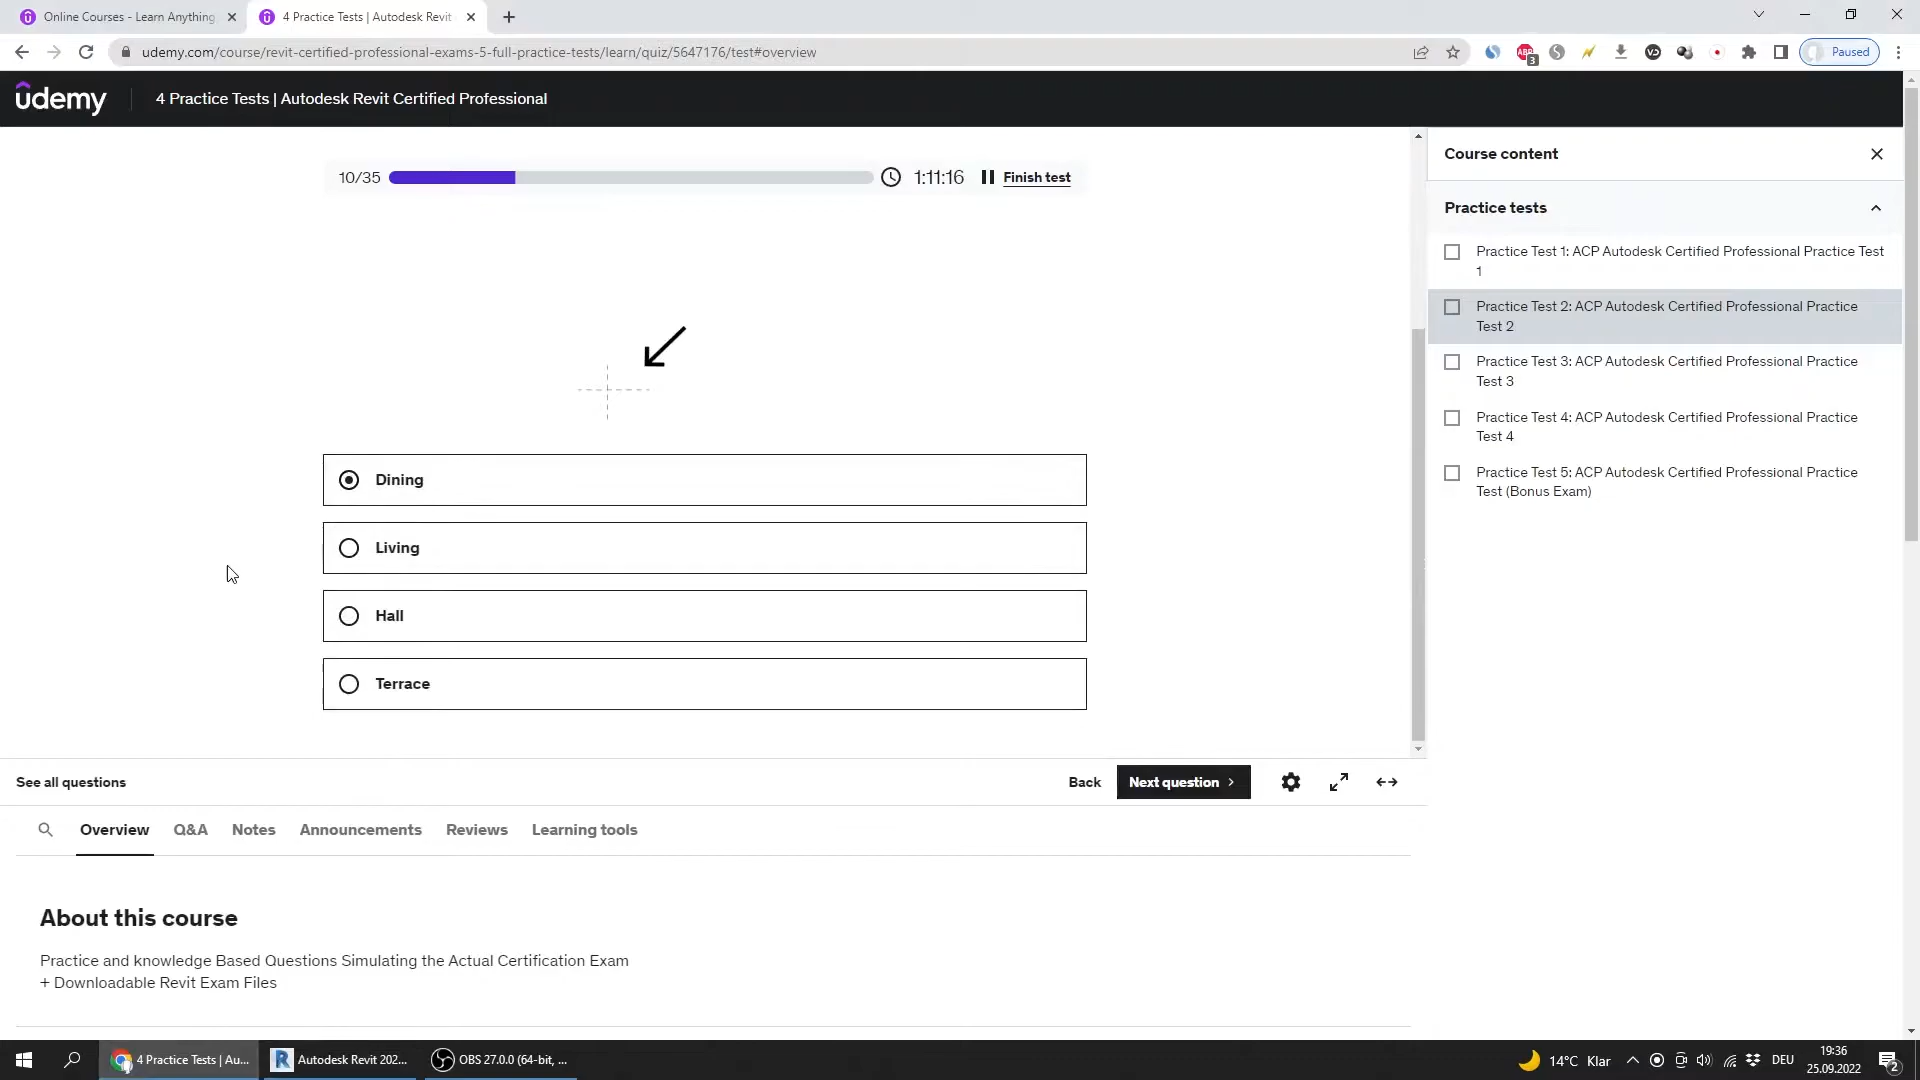 Online Courses - Learn Anything
4 Practice Tests | Autodesk Revit
udemy.com/course/revit-certified-professional-exams-5-full-practice-tests/learn/quiz/5647176/test#overview
ABP
3
VD
Paused
udemy
4 Practice Tests | Autodesk Revit Certified Professional
10/35
1:11:16
Finish test
Dining
Living
Hall
Terrace
Course content
Practice tests
Practice Test 1: ACP Autodesk Certified Professional Practice Test
1
Practice Test 2: ACP Autodesk Certified Professional Practice
Test 2
Practice Test 3: ACP Autodesk Certified Professional Practice
Test 3
Practice Test 4: ACP Autodesk Certified Professional Practice
Test 4
Practice Test 5: ACP Autodesk Certified Professional Practice
Test (Bonus Exam)
See all questions
Back
Next question
Overview
Q&A
Notes
Announcements
Reviews
Learning tools
About this course
Practice and knowledge Based Questions Simulating the Actual Certification Exam
+ Downloadable Revit Exam Files
4 Practice Tests | Au...
R
Autodesk Revit 202...
OBS 27.0.0 (64-bit, ...
14°C Klar
DEU
19:36
25.09.2022
2